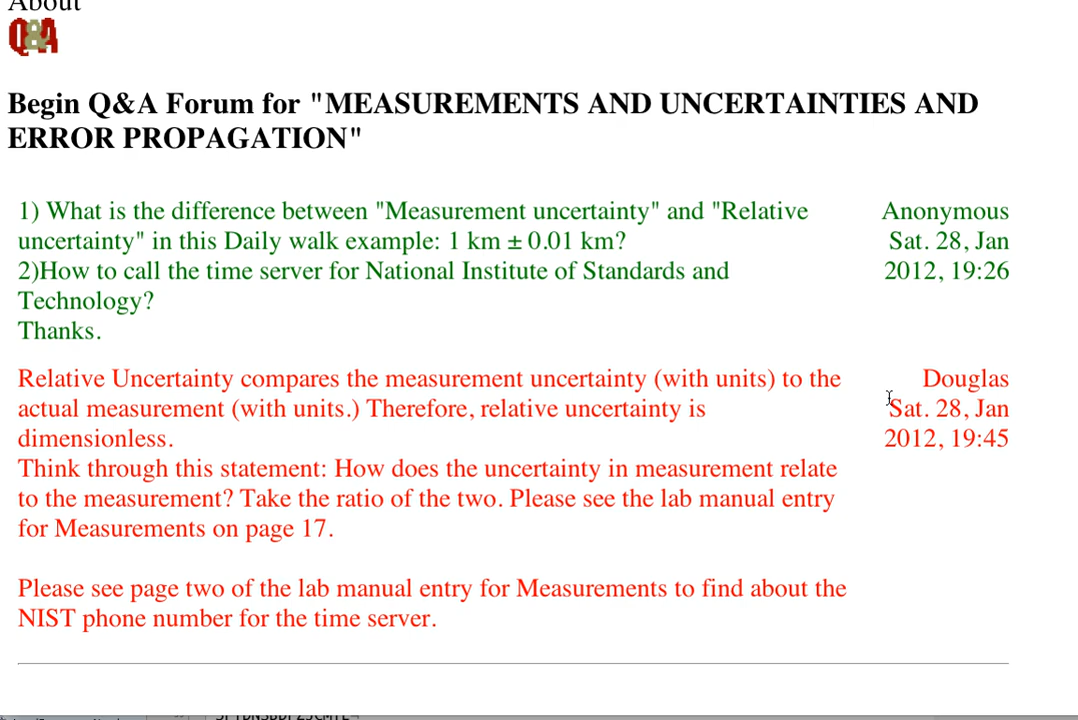 About
Q&A
Begin Q&A Forum for "MEASUREMENTS AND UNCERTAINTIES AND
ERROR PROPAGATION"
1) What is the difference between "Measurement uncertainty" and "Relative
uncertainty" in this Daily walk example: 1 km ± 0.01 km?
2)How to call the time server for National Institute of Standards and
Technology?
Thanks.
Anonymous
Sat. 28, Jan
2012, 19:26
Relative Uncertainty compares the measurement uncertainty (with units) to the
actual measurement (with units.) Therefore, relative uncertainty is
dimensionless.
Think through this statement: How does the uncertainty in measurement relate
to the measurement? Take the ratio of the two. Please see the lab manual entry
for Measurements on page 17.
Please see page two of the lab manual entry for Measurements to find about the
NIST phone number for the time server.
Douglas
Sat. 28, Jan
2012, 19:45